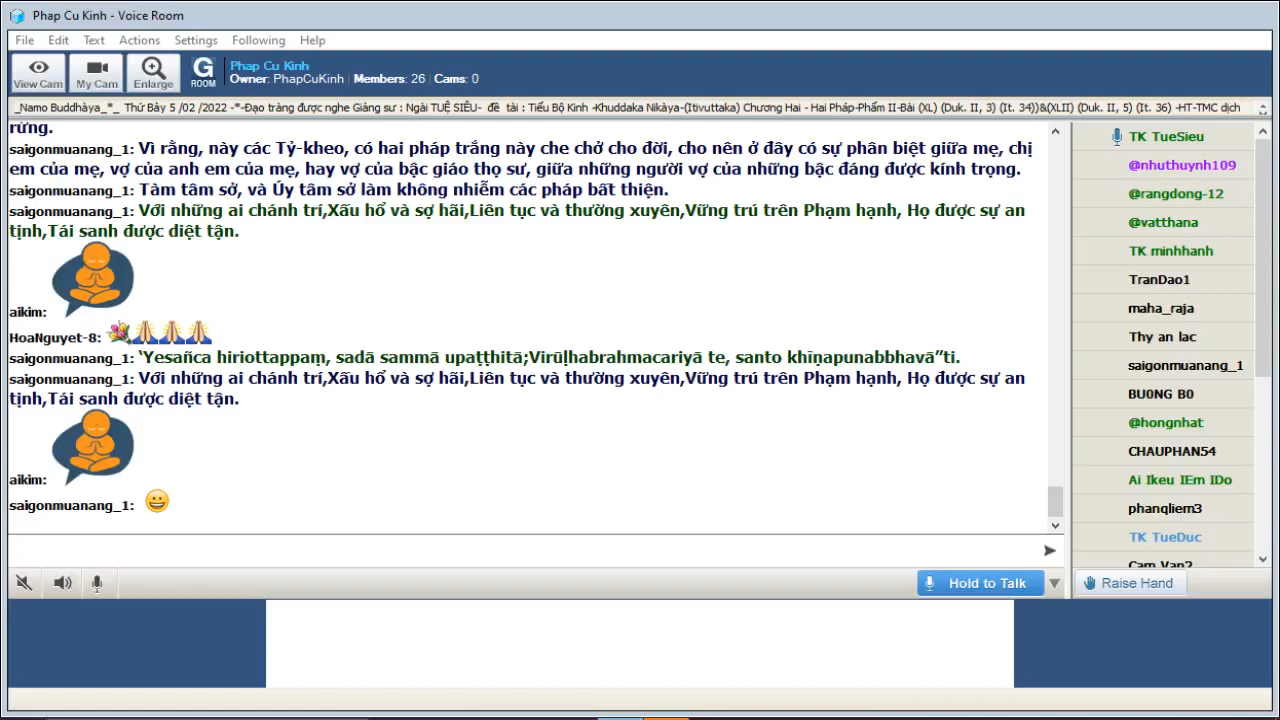 Phap Cu Kinh - Voice Room
File Edit Text Actions Settings Following Help
View Cam My Cam Enlarge G ROOM
Phap Cu Kinh
Owner: PhapCuKinh | Members: 26 | Cams: 0
_Namo Buddhàya_*_ Thứ Bảy 5 /02 /2022 -*-Đạo tràng được nghe Giảng sư : Ngài TUỆ SIÊU- đề tài : Tiểu Bộ Kinh -Khuddaka Nikàya-(Itivuttaka) Chương Hai - Hai Pháp-Phẩm II-Bài (XL) (Duk. II, 3) (It. 34))&(XLII) (Duk. II, 5) (It. 36) -HT-TMC dịch
rừng.
saigonmuanang_1: Vì rằng, này các Tỷ-kheo, có hai pháp trắng này che chở cho đời, cho nên ở đây có sự phân biệt giữa mẹ, chị
em của mẹ, vợ của anh em của mẹ, hay vợ của bậc giáo thọ sư, giữa những người vợ của những bậc đáng được kính trọng.
saigonmuanang_1: Tàm tâm sở, và Úy tâm sở làm không nhiễm các pháp bất thiện.
saigonmuanang_1: Với những ai chánh trí,Xấu hổ và sợ hãi,Liên tục và thường xuyên,Vững trú trên Phạm hạnh, Họ được sự an
tịnh,Tái sanh được diệt tận.
aikim:
HoaNguyet-8:
saigonmuanang_1: ‘Yesañca hiriottappaṃ, sadā sammā upaṭṭhitā;Virūḷhabrahmacariyā te, santo khīṇapunabbhavā”ti.
saigonmuanang_1: Với những ai chánh trí,Xấu hổ và sợ hãi,Liên tục và thường xuyên,Vững trú trên Phạm hạnh, Họ được sự an
tịnh,Tái sanh được diệt tận.
aikim:
saigonmuanang_1:
Hold to Talk
TK TueSieu
@nhuthuynh109
@rangdong-12
@vatthana
TK minhhanh
TranDao1
maha_raja
Thy an lac
saigonmuanang_1
BU0NG B0
@hongnhat
CHAUPHAN54
Ai Ikeu IEm IDo
phanqliem3
TK TueDuc
Cam Van2
Raise Hand